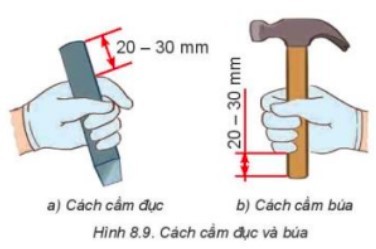 20 – 30 mm
20 – 30 mm
a) Cách cầm đục
b) Cách cầm búa
Hình 8.9. Cách cầm đục và búa